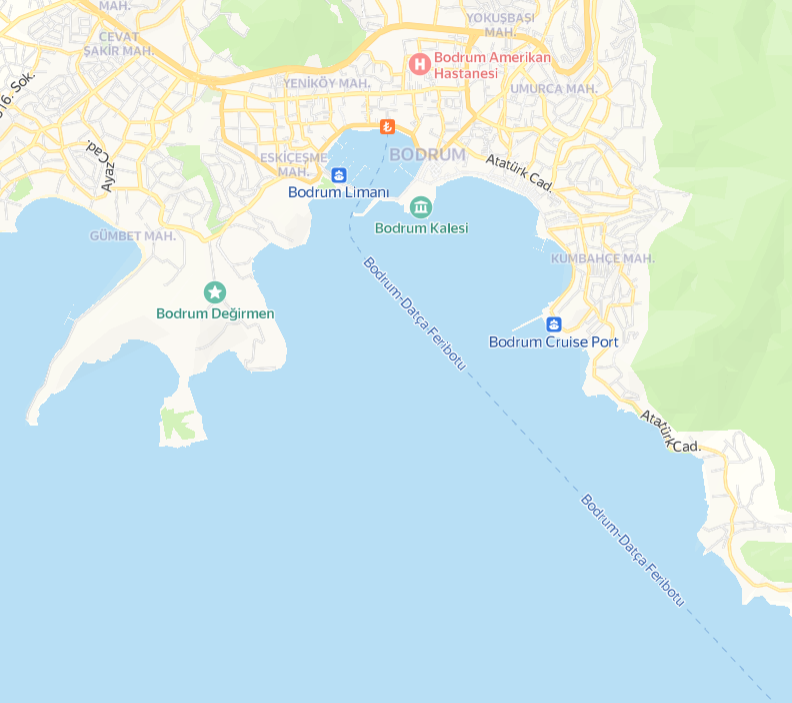 MAH.
CEVAT
ŞAKİR MAH.
YOKUŞBAŞI
MAH.
Bodrum Amerikan
Hastanesi
YENİKÖY MAH.
UMURCA MAH.
16. Sok.
Ayaz
Cad.
ESKİÇEŞME
MAH.
BODRUM
Atatürk Cad.
Bodrum Limanı
Bodrum Kalesi
GÜMBET MAH.
KUMBAHÇE MAH.
Bodrum Değirmen
Bodrum-Datça Feribotu
Bodrum Cruise Port
Atatürk Cad.
Bodrum-Datça Feribotu